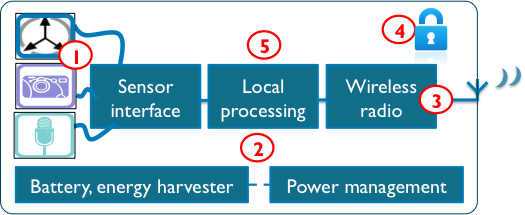 4
5
1
Sensor
interface
Local
processing
Wireless
radio
3
2
Battery, energy harvester
Power management